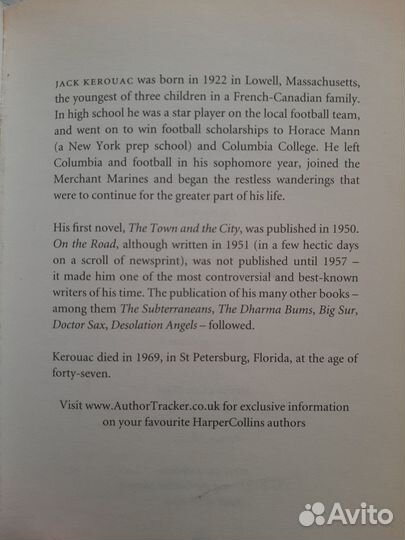 JACK KEROUAC was born in 1922 in Lowell, Massachusetts,
the youngest of three children in a French-Canadian family.
In high school he was a star player on the local football team,
and went on to win football scholarships to Horace Mann
(a New York prep school) and Columbia College. He left
Columbia and football in his sophomore year, joined the
Merchant Marines and began the restless wanderings that
were to continue for the greater part of his life.
His first novel, The Town and the City, was published in 1950.
On the Road, although written in 1951 (in a few hectic days
on a scroll of newsprint), was not published until 1957 –
it made him one of the most controversial and best-known
writers of his time. The publication of his many other books –
among them The Subterraneans, The Dharma Bums, Big Sur,
Doctor Sax, Desolation Angels – followed.
Kerouac died in 1969, in St Petersburg, Florida, at the age of
forty-seven.
Visit www.AuthorTracker.co.uk for exclusive information
on your favourite HarperCollins authors
Avito